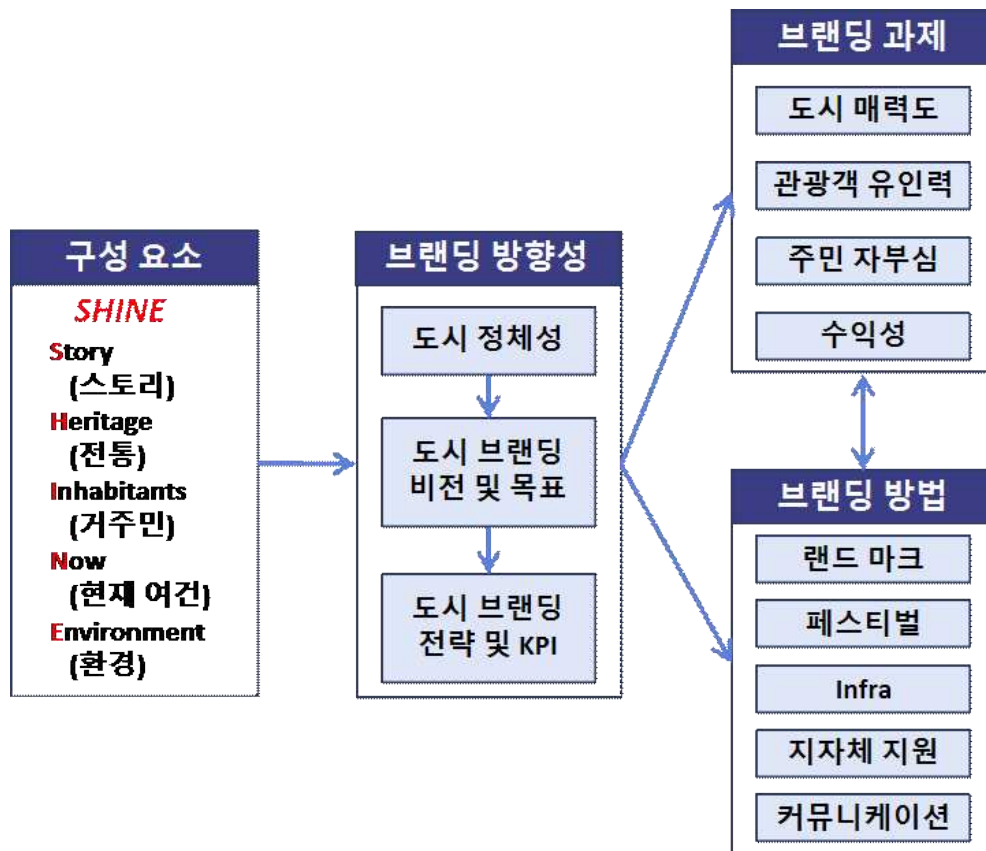 구성 요소
SHINE
Story
(스토리)
Heritage
(전통)
Inhabitants
(거주민)
Now
(현재 여건)
Environment
(환경)
브랜딩 방향성
도시 정체성
도시 브랜딩
비전 및 목표
도시 브랜딩
전략 및 KPI
브랜딩 과제
도시 매력도
관광객 유인력
주민 자부심
수익성
브랜딩 방법
랜드 마크
페스티벌
Infra
지자체 지원
커뮤니케이션